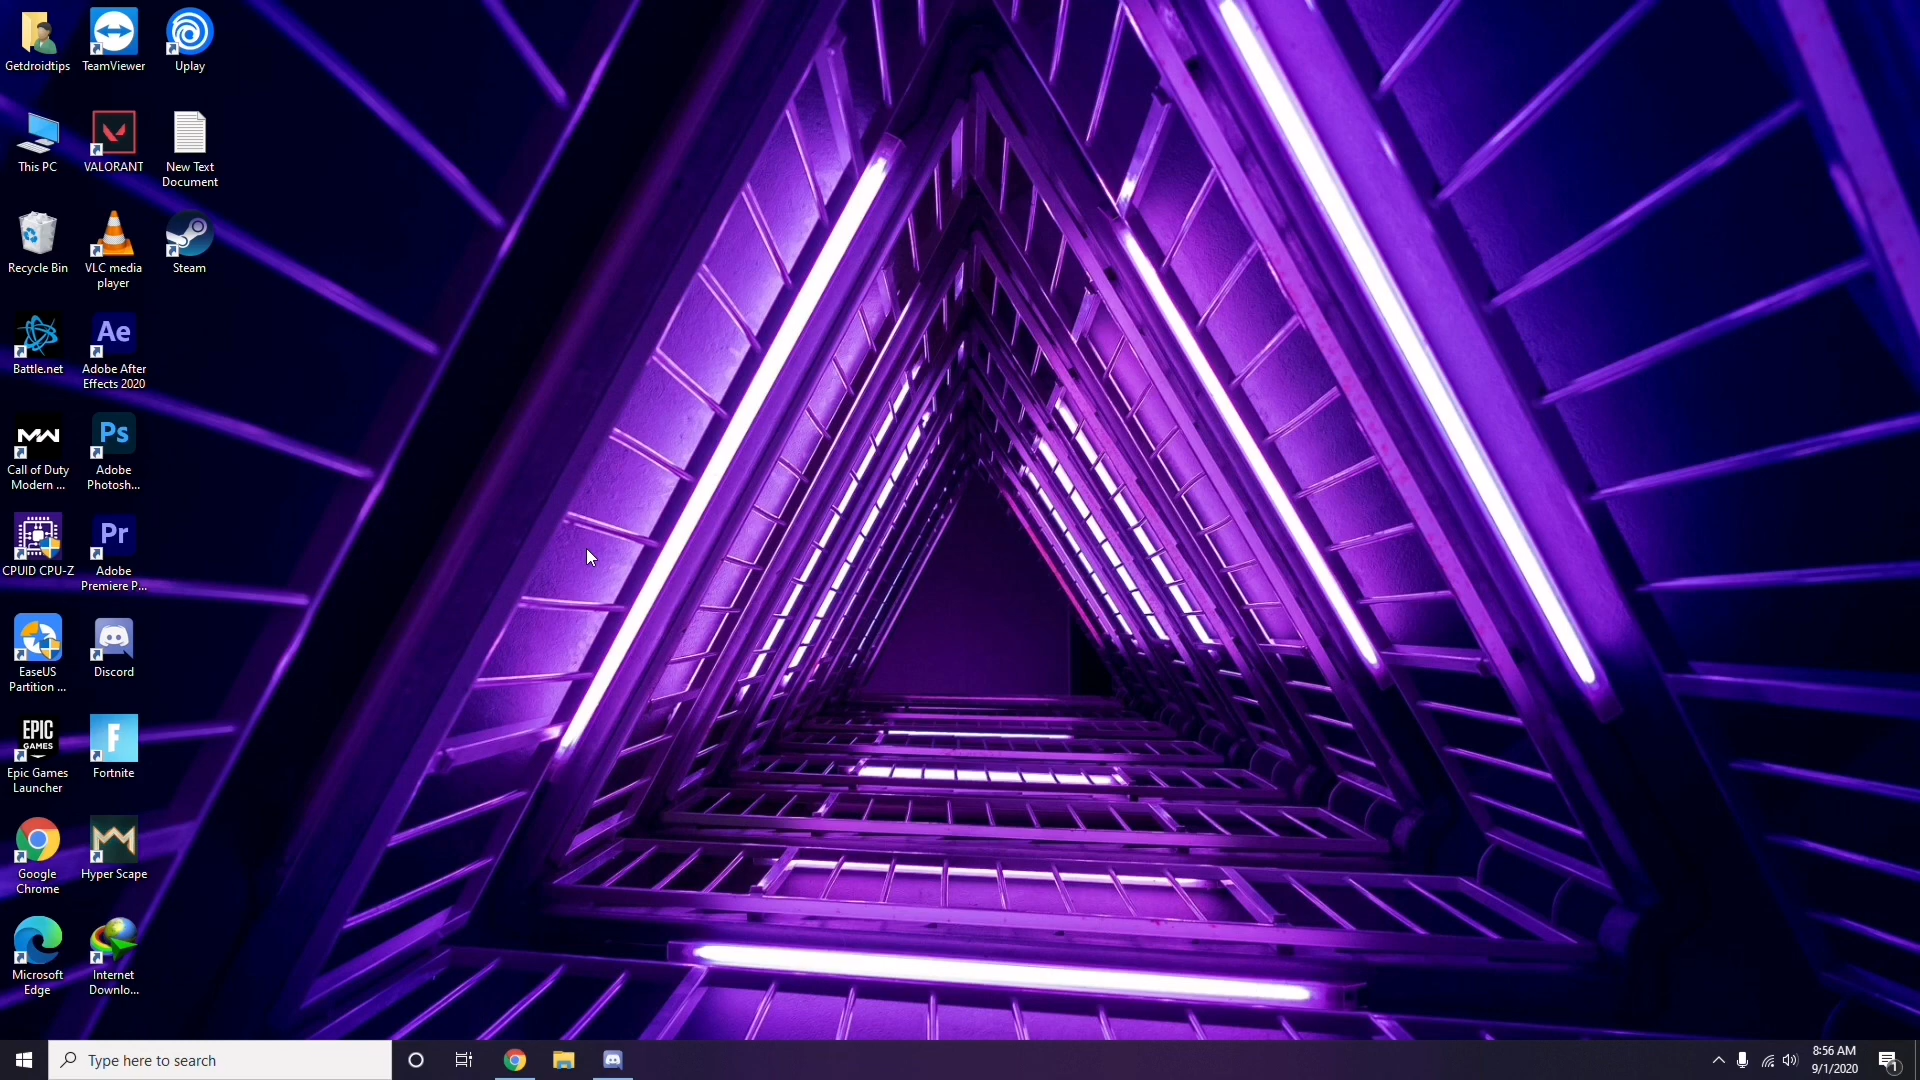 Getdroidtips
TeamViewer
Uplay
This PC
VALORANT
New Text
Document
Recycle Bin
VLC media
player
Steam
Battle.net
Ae
Adobe After
Effects 2020
MW
Call of Duty
Modern ...
Ps
Adobe
Photosh...
CPUID CPU-Z
Pr
Adobe
Premiere P...
EaseUS
Partition ...
Discord
EPIC
GAMES
Epic Games
Launcher
F
Fortnite
Google
Chrome
Hyper Scape
Microsoft
Edge
Internet
Downlo...
Type here to search
8:56 AM
9/1/2020
1